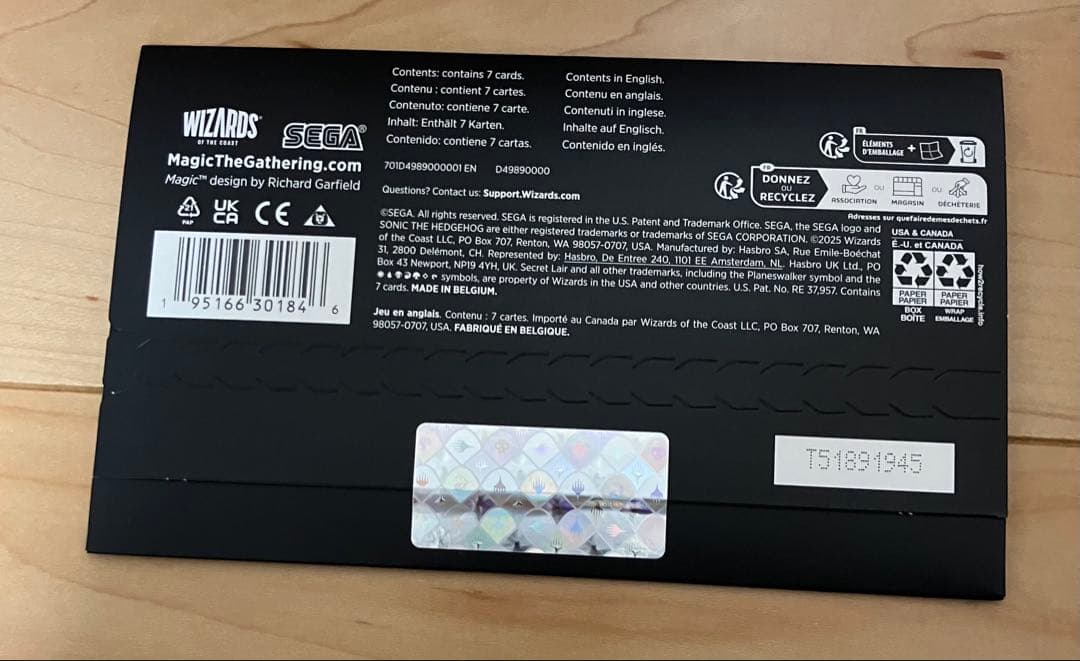 WIZARDS
OF THE COAST
SEGA®
MagicTheGathering.com
Magic™ design by Richard Garfield
21
PAP
UK
CA
CE
1 95166 30184 6
Contents: contains 7 cards.
Contenu : contient 7 cartes.
Contenuto: contiene 7 carte.
Inhalt: Enthält 7 Karten.
Contenido: contiene 7 cartas.
Contents in English.
Contenu en anglais.
Contenuti in inglese.
Inhalte auf Englisch.
Contenido en inglés.
701D4989000001 EN D49890000
Questions? Contact us: Support.Wizards.com
©SEGA. All rights reserved. SEGA is registered in the U.S. Patent and Trademark Office. SEGA, the SEGA logo and
SONIC THE HEDGEHOG are either registered trademarks or trademarks of SEGA CORPORATION. ©2025 Wizards
of the Coast LLC, PO Box 707, Renton, WA 98057-0707, USA. Manufactured by: Hasbro SA, Rue Emile-Boéchat
31, 2800 Delémont, CH. Represented by: Hasbro, De Entree 240, 1101 EE Amsterdam, NL. Hasbro UK Ltd., PO
Box 43 Newport, NP19 4YH, UK. Secret Lair and all other trademarks, including the Planeswalker symbol and the
symbols, are property of Wizards in the USA and other countries. U.S. Pat. No. RE 37,957. Contains
7 cards. MADE IN BELGIUM.
Jeu en anglais. Contenu : 7 cartes. Importé au Canada par Wizards of the Coast LLC, PO Box 707, Renton, WA
98057-0707, USA. FABRIQUÉ EN BELGIQUE.
FR
ÉLÉMENTS
D'EMBALLAGE +
FR
DONNEZ
OU
RECYCLEZ
ASSOCIATION
OU
MAGASIN
OU
DÉCHÈTERIE
Adresses sur quefairedemesdechets.fr
USA & CANADA
É.-U. et CANADA
PAPER
PAPIER
BOX
BOÎTE
PAPER
PAPIER
WRAP
EMBALLAGE
how2recycle.info
T51891945